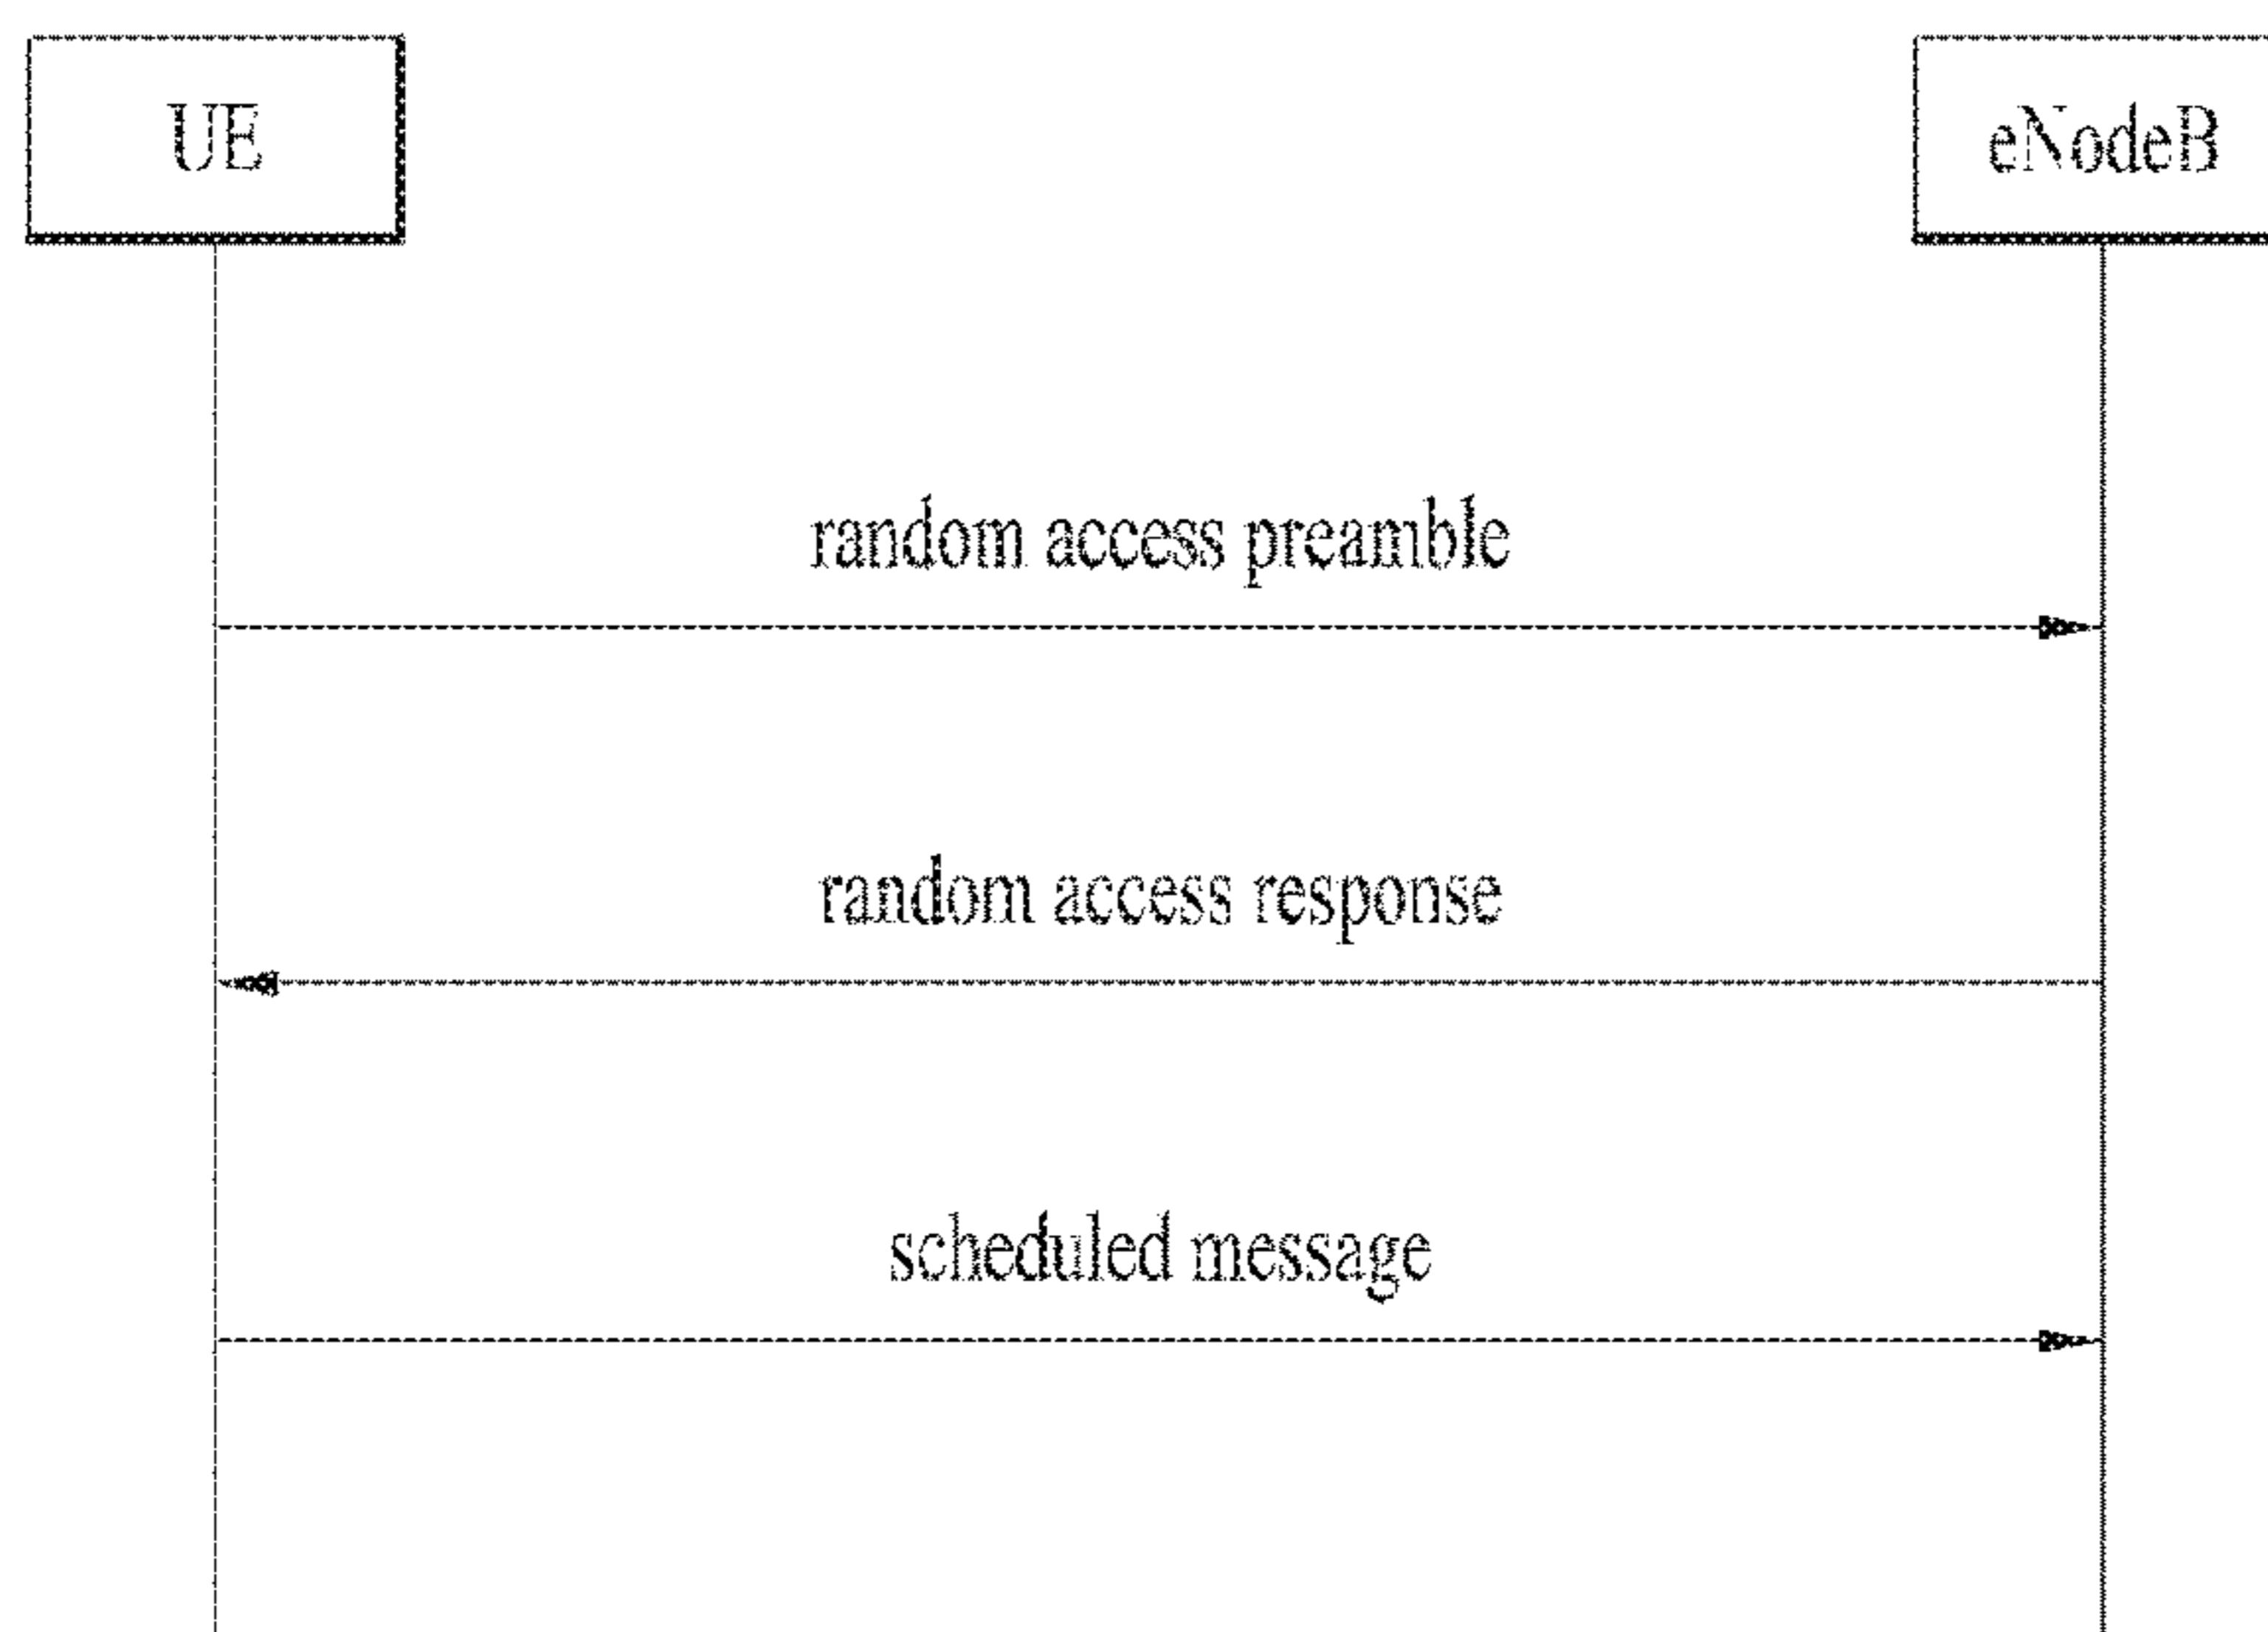 UE
eNodeB
random access preamble
random access response
scheduled message